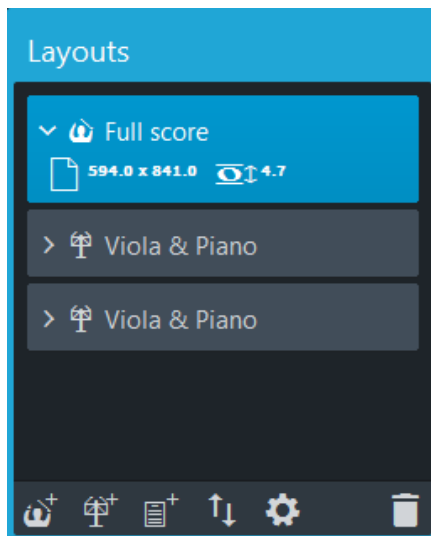 Layouts
Full score
594.0 x 841.0 4.7
Viola & Piano
Viola & Piano